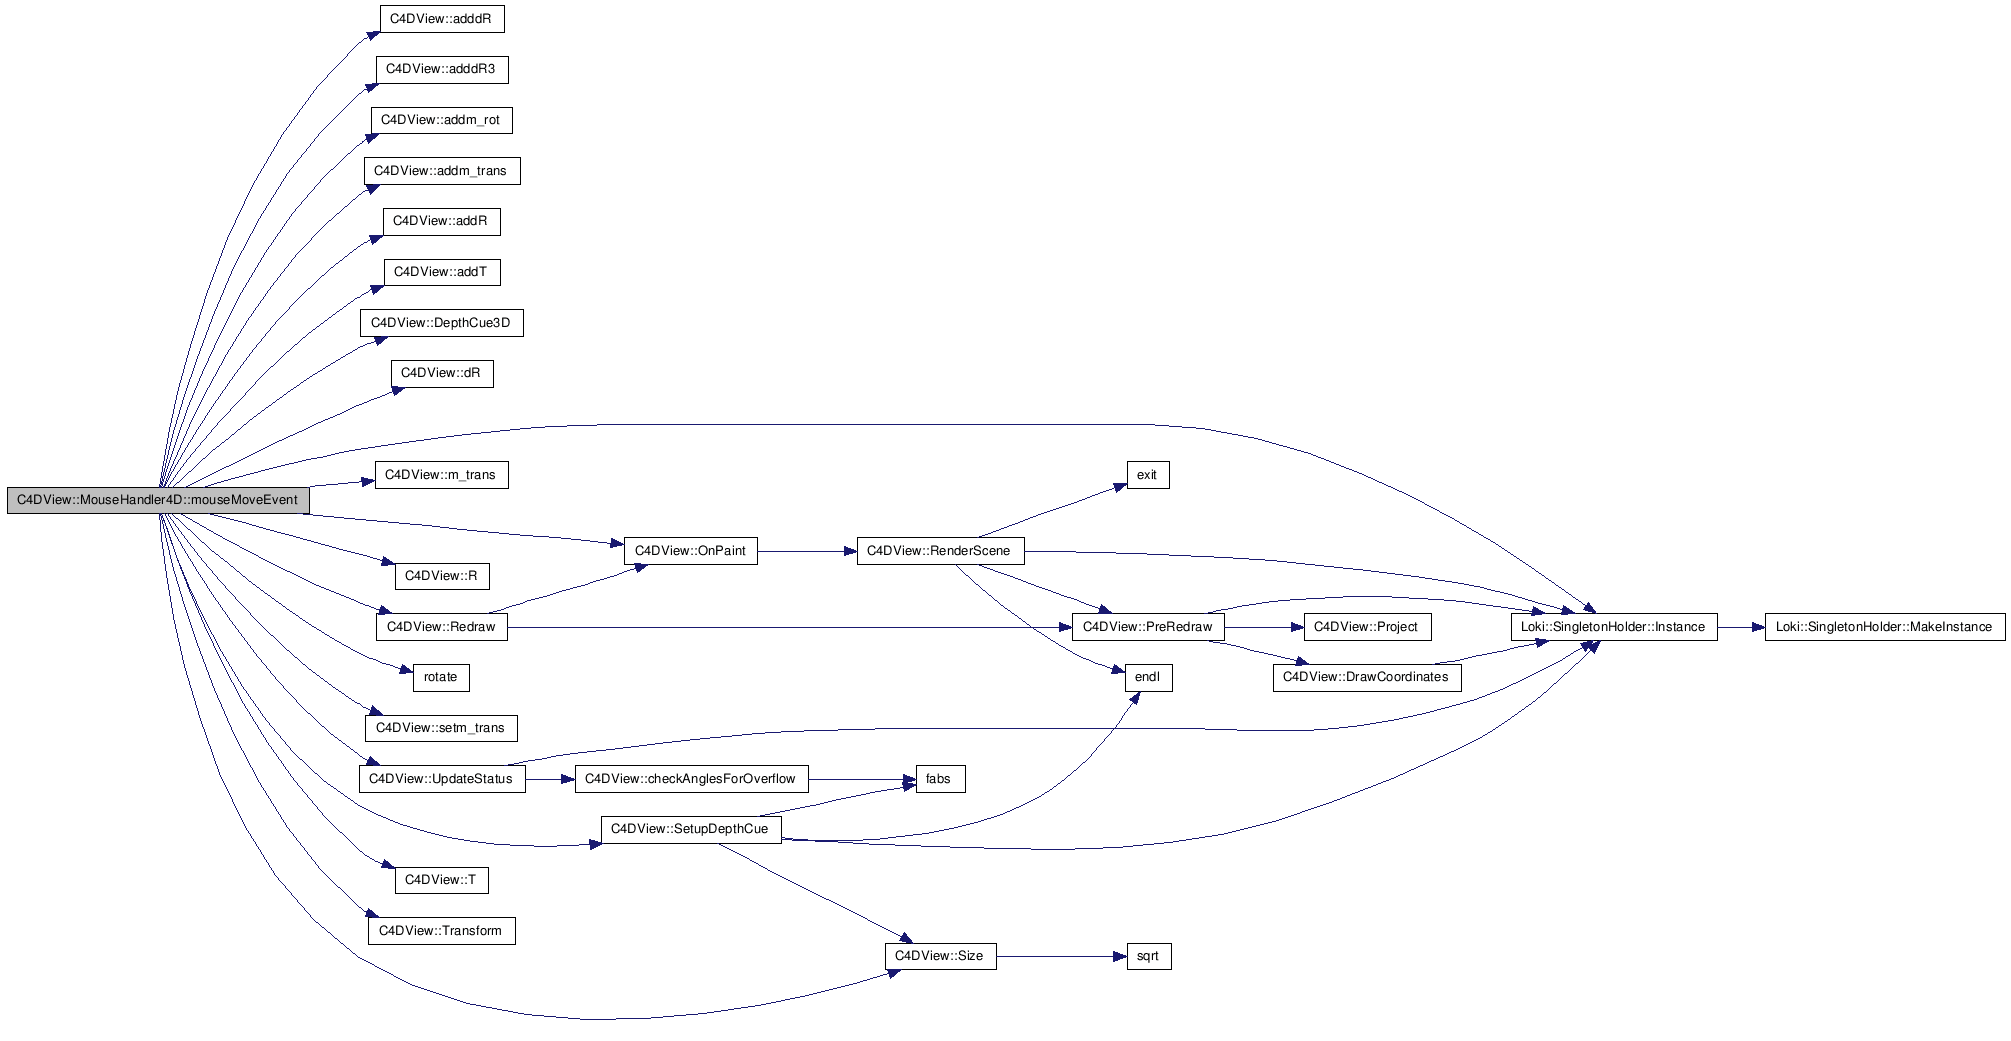 C4DView::adddR
C4DView::adddR3
C4DView::addm_rot
C4DView::addm_trans
C4DView::addR
C4DView::addT
C4DView::DepthCue3D
C4DView::dR
C4DView::m_trans
exit
C4DView::MouseHandler4D::mouseMoveEvent
C4DView::OnPaint
C4DView::RenderScene
C4DView::R
C4DView::Redraw
C4DView::PreRedraw
C4DView::Project
Loki::SingletonHolder::Instance
Loki::SingletonHolder::MakeInstance
rotate
endl
C4DView::DrawCoordinates
C4DView::setm_trans
C4DView::UpdateStatus
C4DView::checkAnglesForOverflow
fabs
C4DView::SetupDepthCue
C4DView::T
C4DView::Transform
C4DView::Size
sqrt